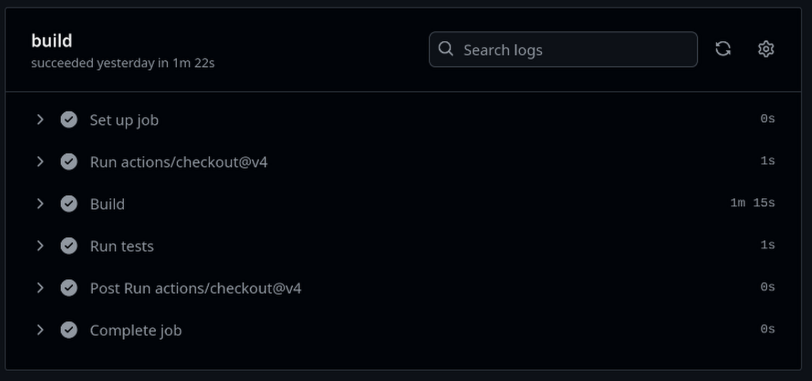 build
succeeded yesterday in 1m 22s
Search logs
Set up job 0s
Run actions/checkout@v4 1s
Build 1m 15s
Run tests 1s
Post Run actions/checkout@v4 0s
Complete job 0s